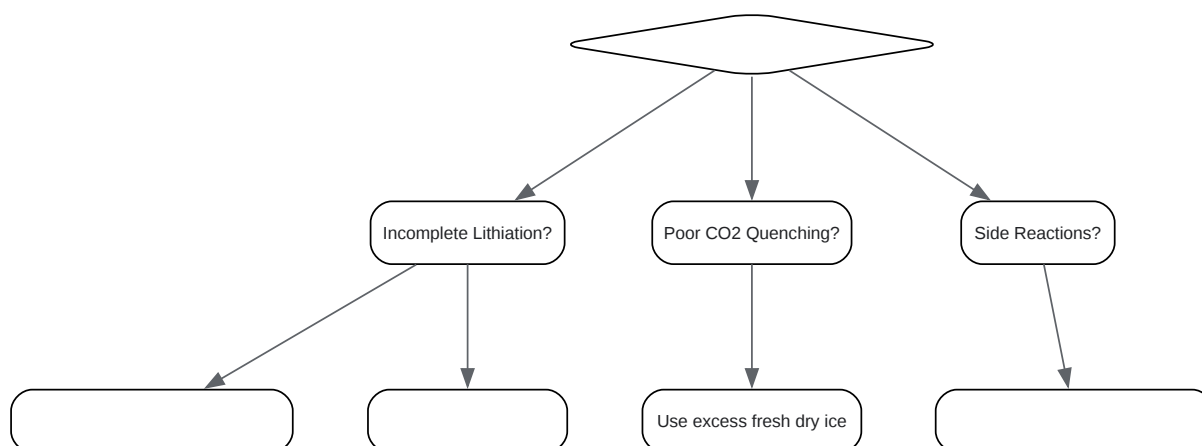 Incomplete Lithiation?
Poor CO2 Quenching?
Side Reactions?
Use excess fresh dry ice